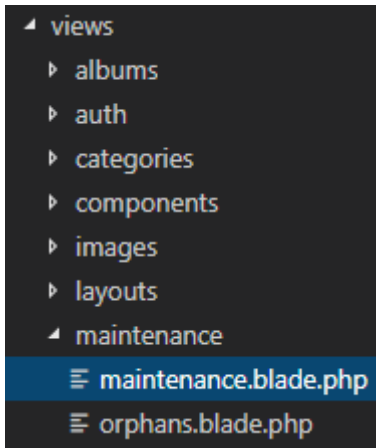 views
albums
auth
categories
components
images
layouts
maintenance
maintenance.blade.php
orphans.blade.php